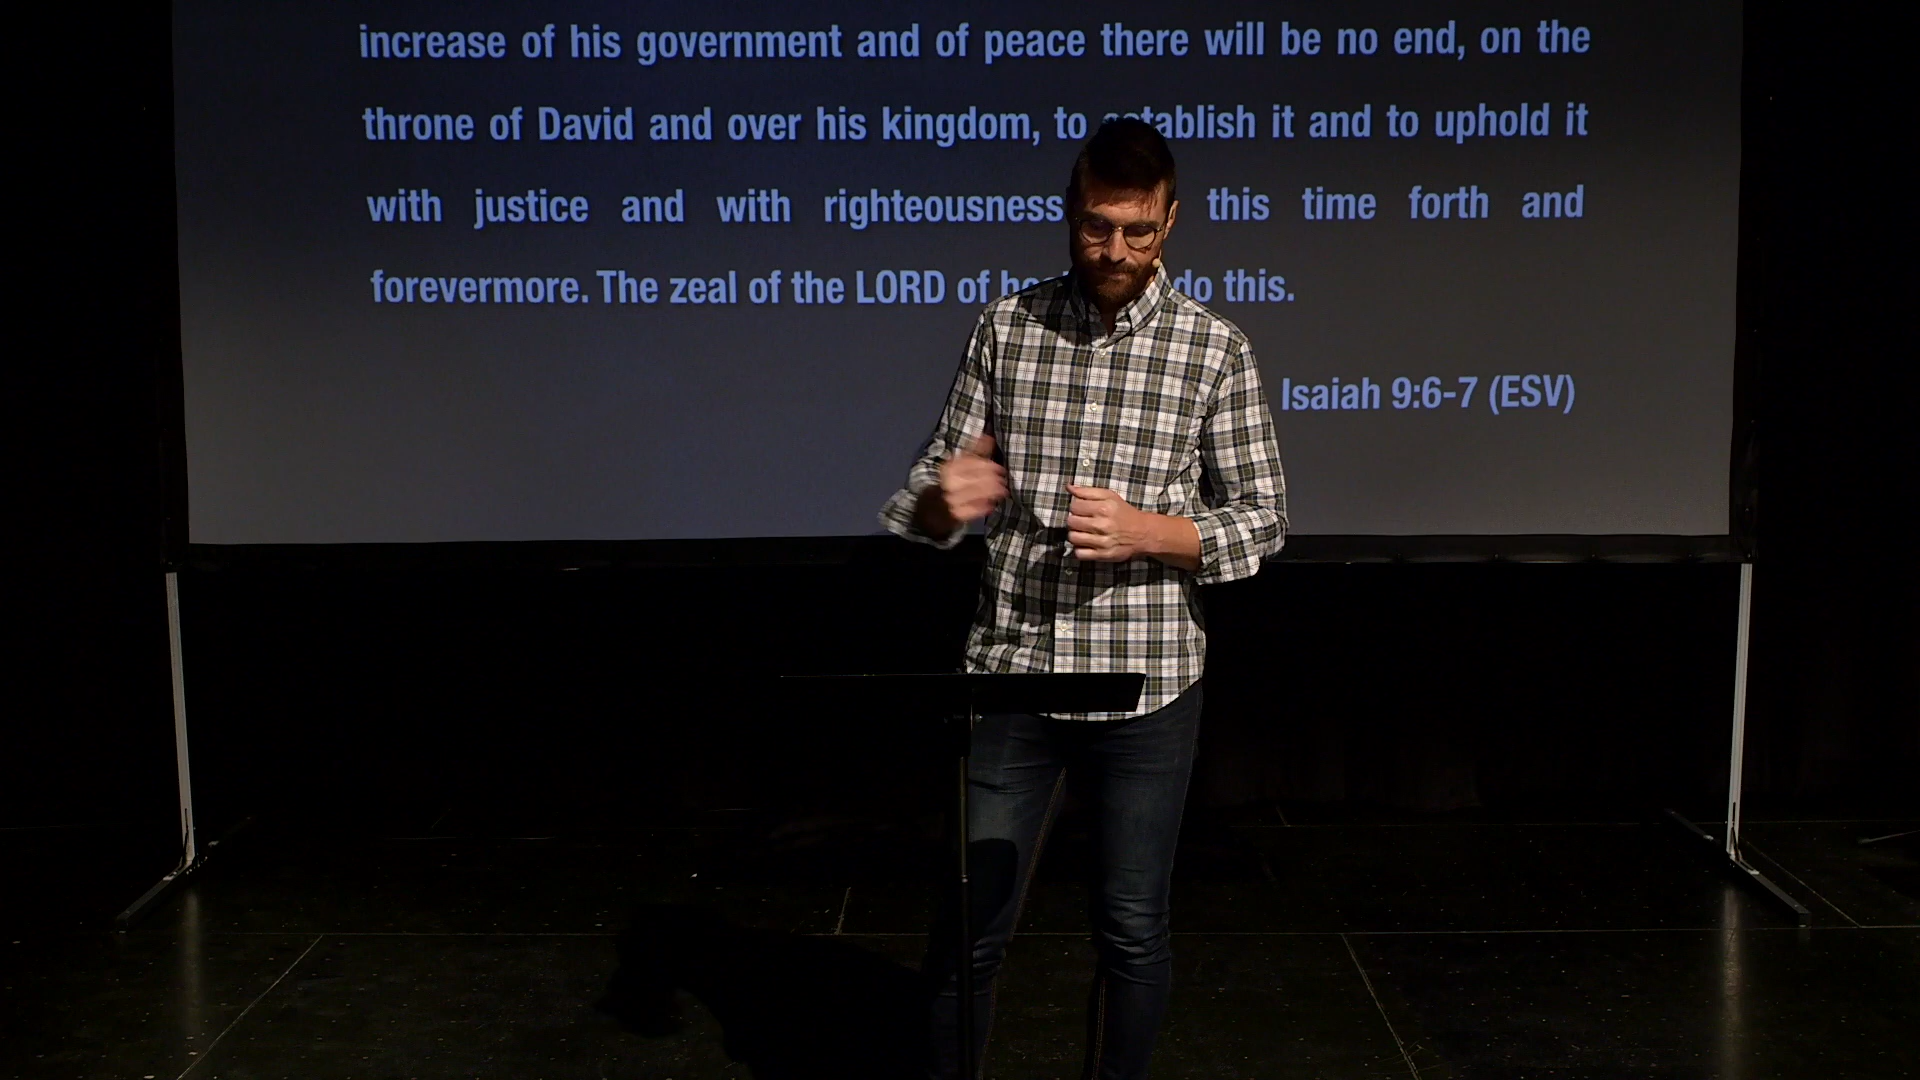 increase of his government and of peace there will be no end, on the
throne of David and over his kingdom, to establish it and to uphold it
with justice and with righteousness this time forth and
forevermore. The zeal of the LORD of do this.
Isaiah 9:6-7 (ESV)